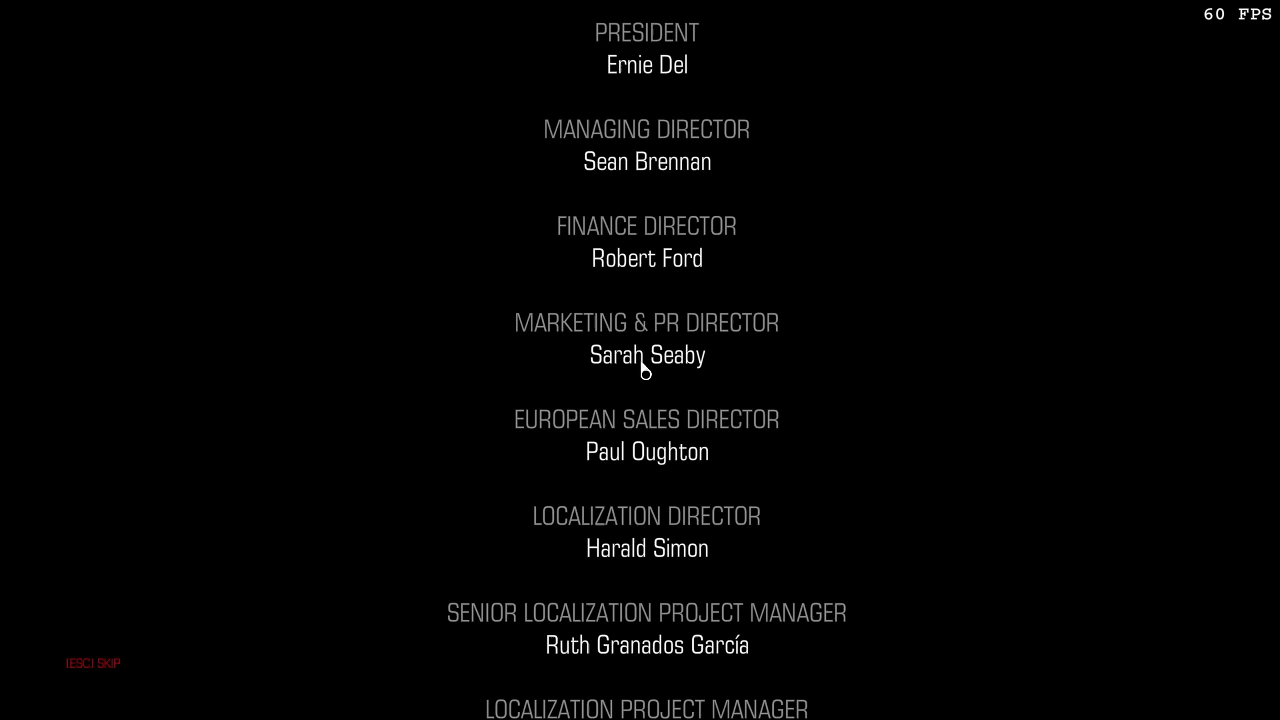 60 FPS
PRESIDENT
Ernie Del
MANAGING DIRECTOR
Sean Brennan
FINANCE DIRECTOR
Robert Ford
MARKETING & PR DIRECTOR
Sarah Seaby
EUROPEAN SALES DIRECTOR
Paul Oughton
LOCALIZATION DIRECTOR
Harald Simon
SENIOR LOCALIZATION PROJECT MANAGER
Ruth Granados García
[ESC] SKIP
LOCALIZATION PROJECT MANAGER